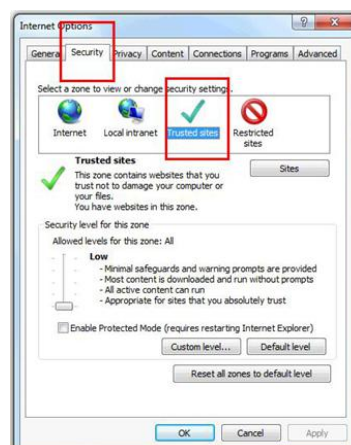 Internet Options
General Security Privacy Content Connections Programs Advanced
Select a zone to view or change security settings.
Internet Local intranet Trusted sites Restricted sites
Trusted sites
Sites
This zone contains websites that you
trust not to damage your computer or
your files.
You have websites in this zone.
Security level for this zone
Allowed levels for this zone: All
Low
- Minimal safeguards and warning prompts are provided
- Most content is downloaded and run without prompts
- All active content can run
- Appropriate for sites that you absolutely trust
Enable Protected Mode (requires restarting Internet Explorer)
Custom level... Default level
Reset all zones to default level
OK Cancel Apply